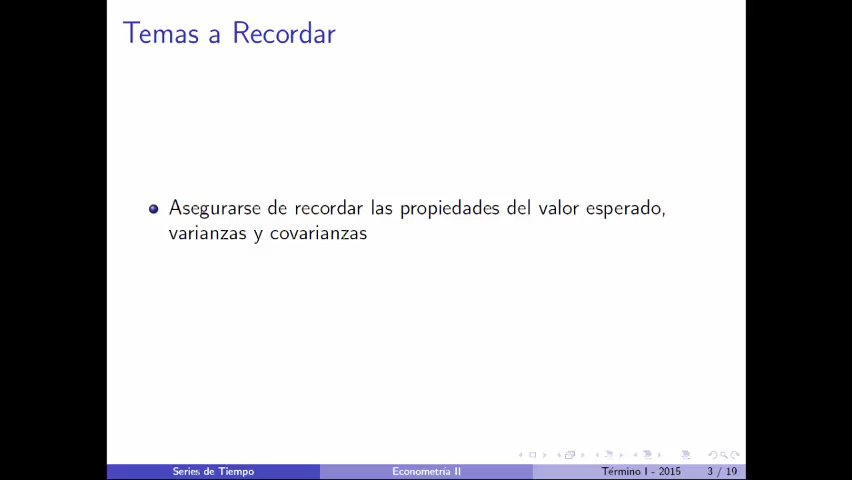 Temas a Recordar
Asegurarse de recordar las propiedades del valor esperado,
varianzas y covarianzas
Series de Tiempo
Econometría II
Término I - 2015
3 / 19